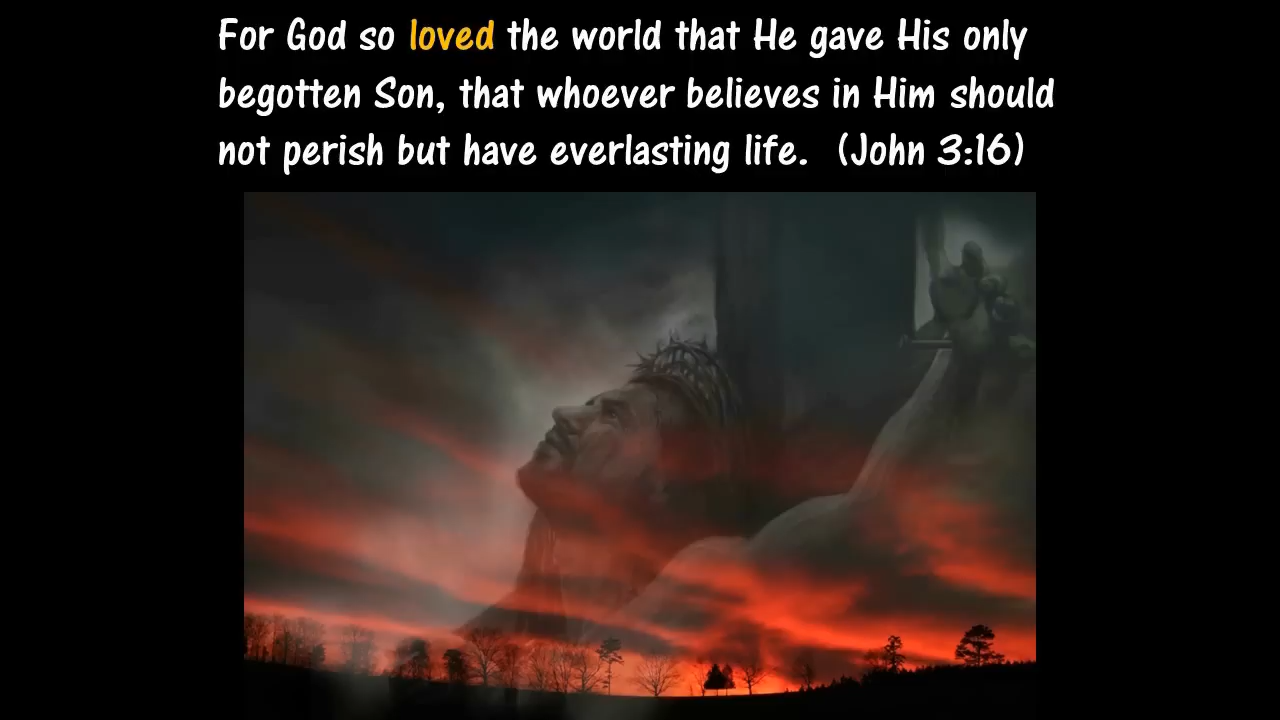 For God so loved the world that He gave His only
begotten Son, that whoever believes in Him should
not perish but have everlasting life.  (John 3:16)